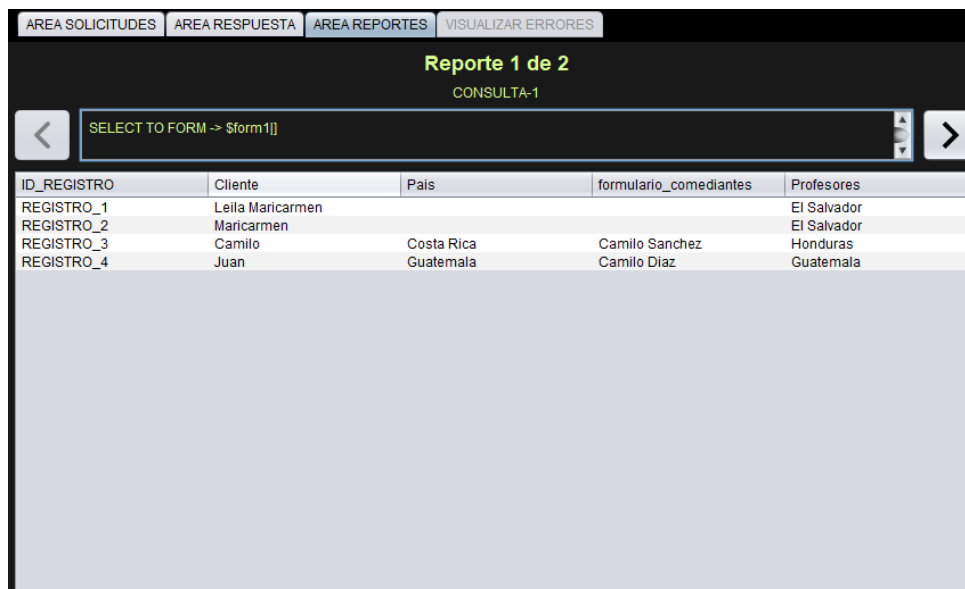 AREA SOLICITUDES AREA RESPUESTA AREA REPORTES VISUALIZAR ERRORES
Reporte 1 de 2
CONSULTA-1
SELECT TO FORM -> $form1[]
ID_REGISTRO Cliente Pais formulario_comediantes Profesores
REGISTRO_1 Leila Maricarmen El Salvador
REGISTRO_2 Maricarmen El Salvador
REGISTRO_3 Camilo Costa Rica Camilo Sanchez Honduras
REGISTRO_4 Juan Guatemala Camilo Diaz Guatemala